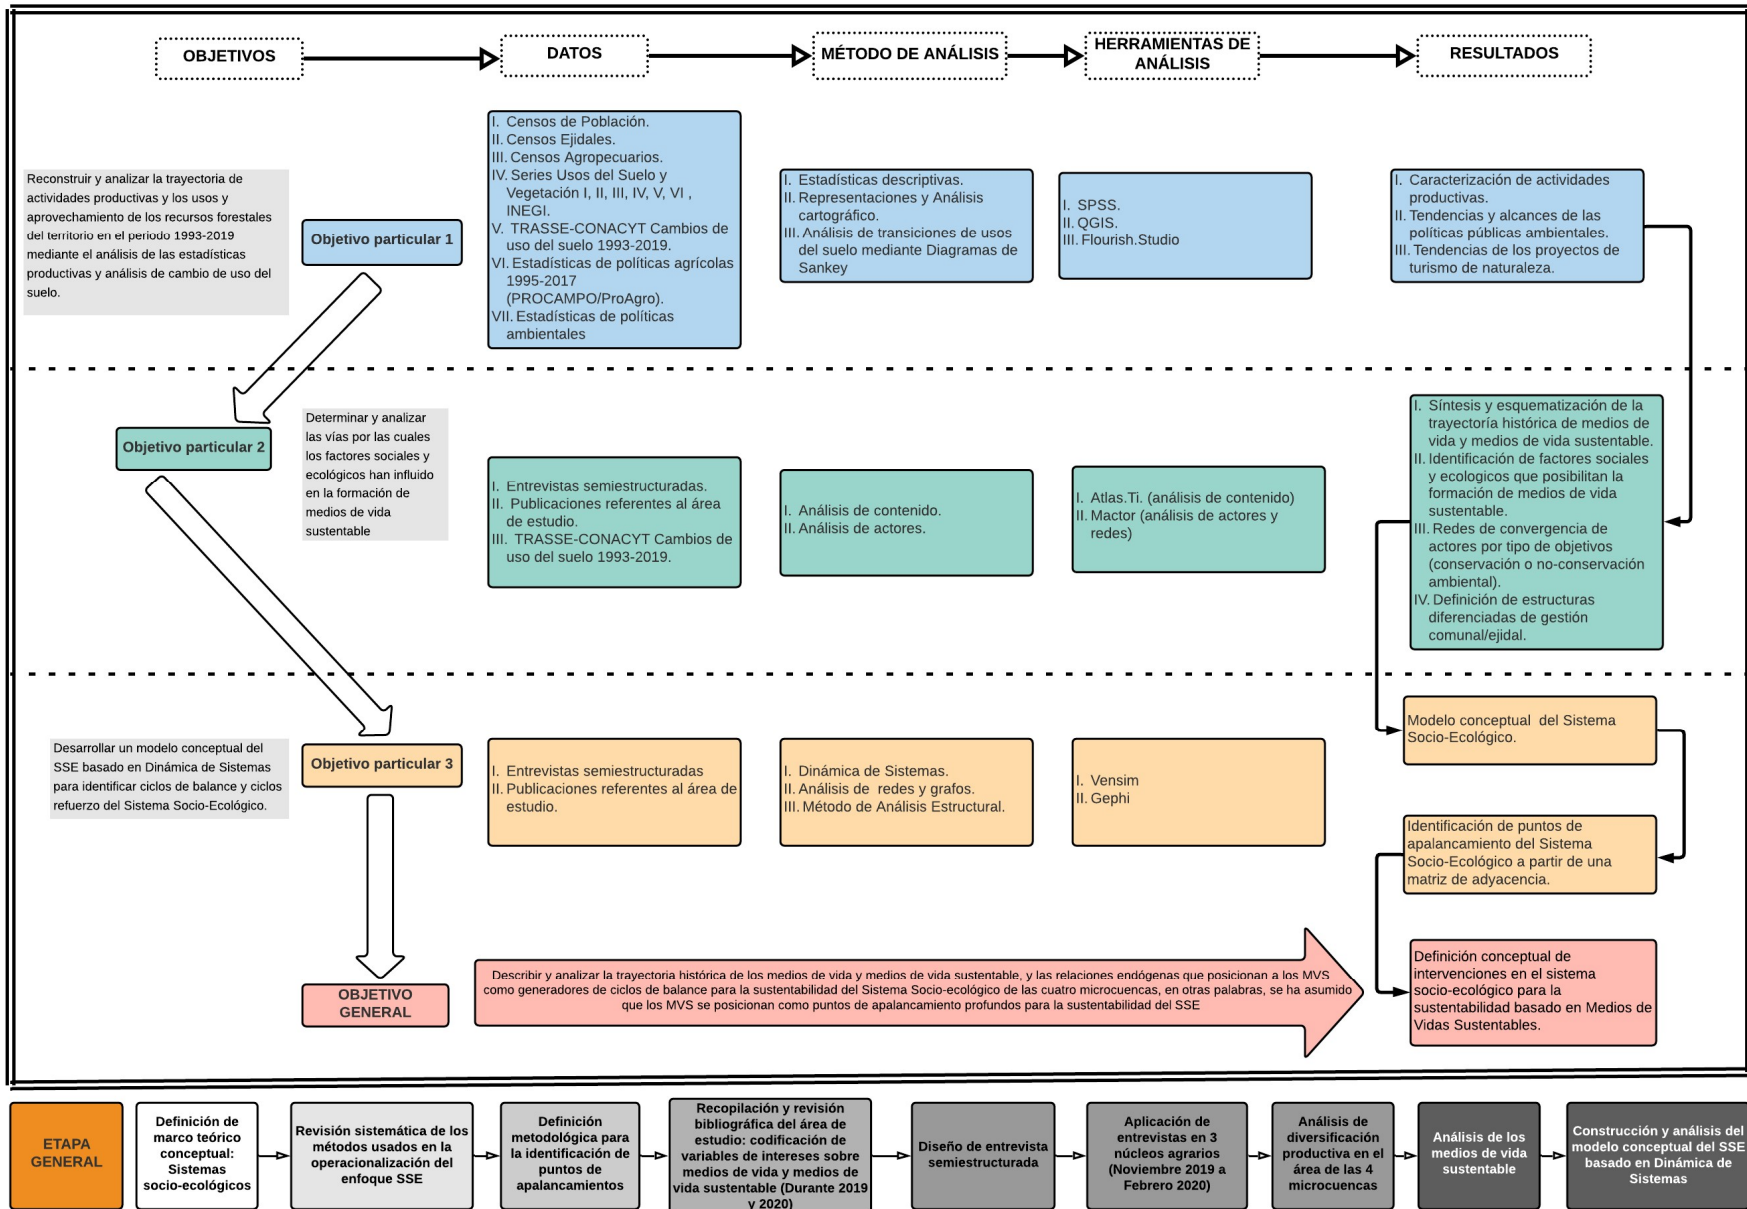 OBJETIVOS
DATOS
MÉTODO DE ANÁLISIS
HERRAMIENTAS DE
ANÁLISIS
RESULTADOS
Reconstruir y analizar la trayectoria de
actividades productivas y los usos y
aprovechamiento de los recursos forestales
del territorio en el periodo 1993-2019
mediante el análisis de las estadísticas
productivas y análisis de cambio de uso del
suelo.
Objetivo particular 1
I. Censos de Población.
II. Censos Ejidales.
III. Censos Agropecuarios.
IV. Series Usos del Suelo y
Vegetación I, II, III, IV, V, VI ,
INEGI.
V. TRASSE-CONACYT Cambios de
uso del suelo 1993-2019.
VI. Estadísticas de políticas agrícolas
1995-2017
(PROCAMPO/ProAgro).
VII. Estadísticas de políticas
ambientales
I. Estadísticas descriptivas.
II. Representaciones y Análisis
cartográfico.
III. Análisis de transiciones de usos
del suelo mediante Diagramas de
Sankey
I. SPSS.
II. QGIS.
III. Flourish.Studio
I. Caracterización de actividades
productivas.
II. Tendencias y alcances de las
políticas públicas ambientales.
III. Tendencias de los proyectos de
turismo de naturaleza.
Objetivo particular 2
Determinar y analizar
las vías por las cuales
los factores sociales y
ecológicos han influido
en la formación de
medios de vida
sustentable
I. Entrevistas semiestructuradas.
II. Publicaciones referentes al área
de estudio.
III. TRASSE-CONACYT Cambios de
uso del suelo 1993-2019.
I. Análisis de contenido.
II. Análisis de actores.
I. Atlas.Ti. (análisis de contenido)
II. Mactor (análisis de actores y
redes)
I. Síntesis y esquematización de la
trayectoría histórica de medios de
vida y medios de vida sustentable.
II. Identificación de factores sociales
y ecologicos que posibilitan la
formación de medios de vida
sustentable.
III. Redes de convergencia de
actores por tipo de objetivos
(conservación o no-conservación
ambiental).
IV. Definición de estructuras
diferenciadas de gestión
comunal/ejidal.
Desarrollar un modelo conceptual del
SSE basado en Dinámica de Sistemas
para identificar ciclos de balance y ciclos
refuerzo del Sistema Socio-Ecológico.
Objetivo particular 3
I. Entrevistas semiestructuradas
II. Publicaciones referentes al área de
estudio.
I. Dinámica de Sistemas.
II. Análisis de redes y grafos.
III. Método de Análisis Estructural.
I. Vensim
II. Gephi
Modelo conceptual del Sistema
Socio-Ecológico.
Identificación de puntos de
apalancamiento del Sistema
Socio-Ecológico a partir de una
matriz de adyacencia.
OBJETIVO
GENERAL
Describir y analizar la trayectoria histórica de los medios de vida y medios de vida sustentable, y las relaciones endógenas que posicionan a los MVS
como generadores de ciclos de balance para la sustentabilidad del Sistema Socio-ecológico de las cuatro microcuencas, en otras palabras, se ha asumido
que los MVS se posicionan como puntos de apalancamiento profundos para la sustentabilidad del SSE
Definición conceptual de
intervenciones en el sistema
socio-ecológico para la
sustentabilidad basado en Medios de
Vidas Sustentables.
ETAPA
GENERAL
Definición de
marco teórico
conceptual:
Sistemas
socio-ecológicos
Revisión sistemática de los
métodos usados en la
operacionalización del
enfoque SSE
Definición
metodológica para
la identificación de
puntos de
apalancamientos
Recopilación y revisión
bibliográfica del área de
estudio: codificación de
variables de intereses sobre
medios de vida y medios de
vida sustentable (Durante 2019
y 2020)
Diseño de entrevista
semiestructurada
Aplicación de
entrevistas en 3
núcleos agrarios
(Noviembre 2019 a
Febrero 2020)
Análisis de
diversificación
productiva en el
área de las 4
microcuencas
Análisis de los
medios de vida
sustentable
Construcción y análisis del
modelo conceptual del SSE
basado en Dinámica de
Sistemas